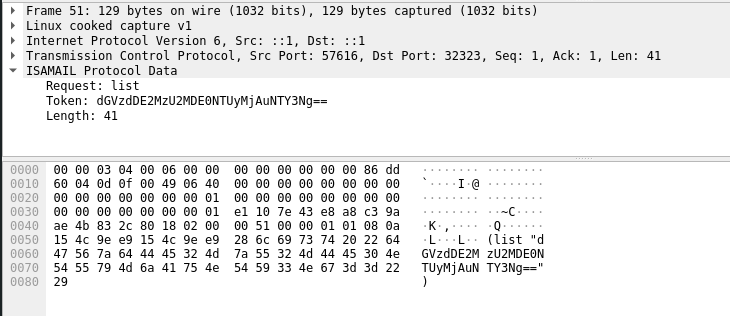 Frame 51: 129 bytes on wire (1032 bits), 129 bytes captured (1032 bits)
Linux cooked capture v1
Internet Protocol Version 6, Src: ::1, Dst: ::1
Transmission Control Protocol, Src Port: 57616, Dst Port: 32323, Seq: 1, Ack: 1, Len: 41
ISAMAIL Protocol Data
Request: list
Token: dGVzdDE2MzU2MDE0NTUyMjAuNTY3Ng==
Length: 41
0000 00 00 03 04 00 06 00 00 00 00 00 00 00 00 86 dd ········ ········
0010 60 04 0d 0f 00 49 06 40 00 00 00 00 00 00 00 00 `····I·@ ········
0020 00 00 00 00 00 00 00 01 00 00 00 00 00 00 00 00 ········ ········
0030 00 00 00 00 00 00 00 01 e1 10 7e 43 e8 a8 c3 9a ········ ··~C····
0040 ae 4b 83 2c 80 18 02 00 00 51 00 00 01 01 08 0a ·K·,···· ·Q······
0050 15 4c 9e e9 15 4c 9e e9 28 6c 69 73 74 20 22 64 ·L···L·· (list "d
0060 47 56 7a 64 44 45 32 4d 7a 55 32 4d 44 45 30 4e GVzdDE2M zU2MDE0N
0070 54 55 79 4d 6a 41 75 4e 54 59 33 4e 67 3d 3d 22 TUyMjAuN TY3Ng=="
0080 29 )